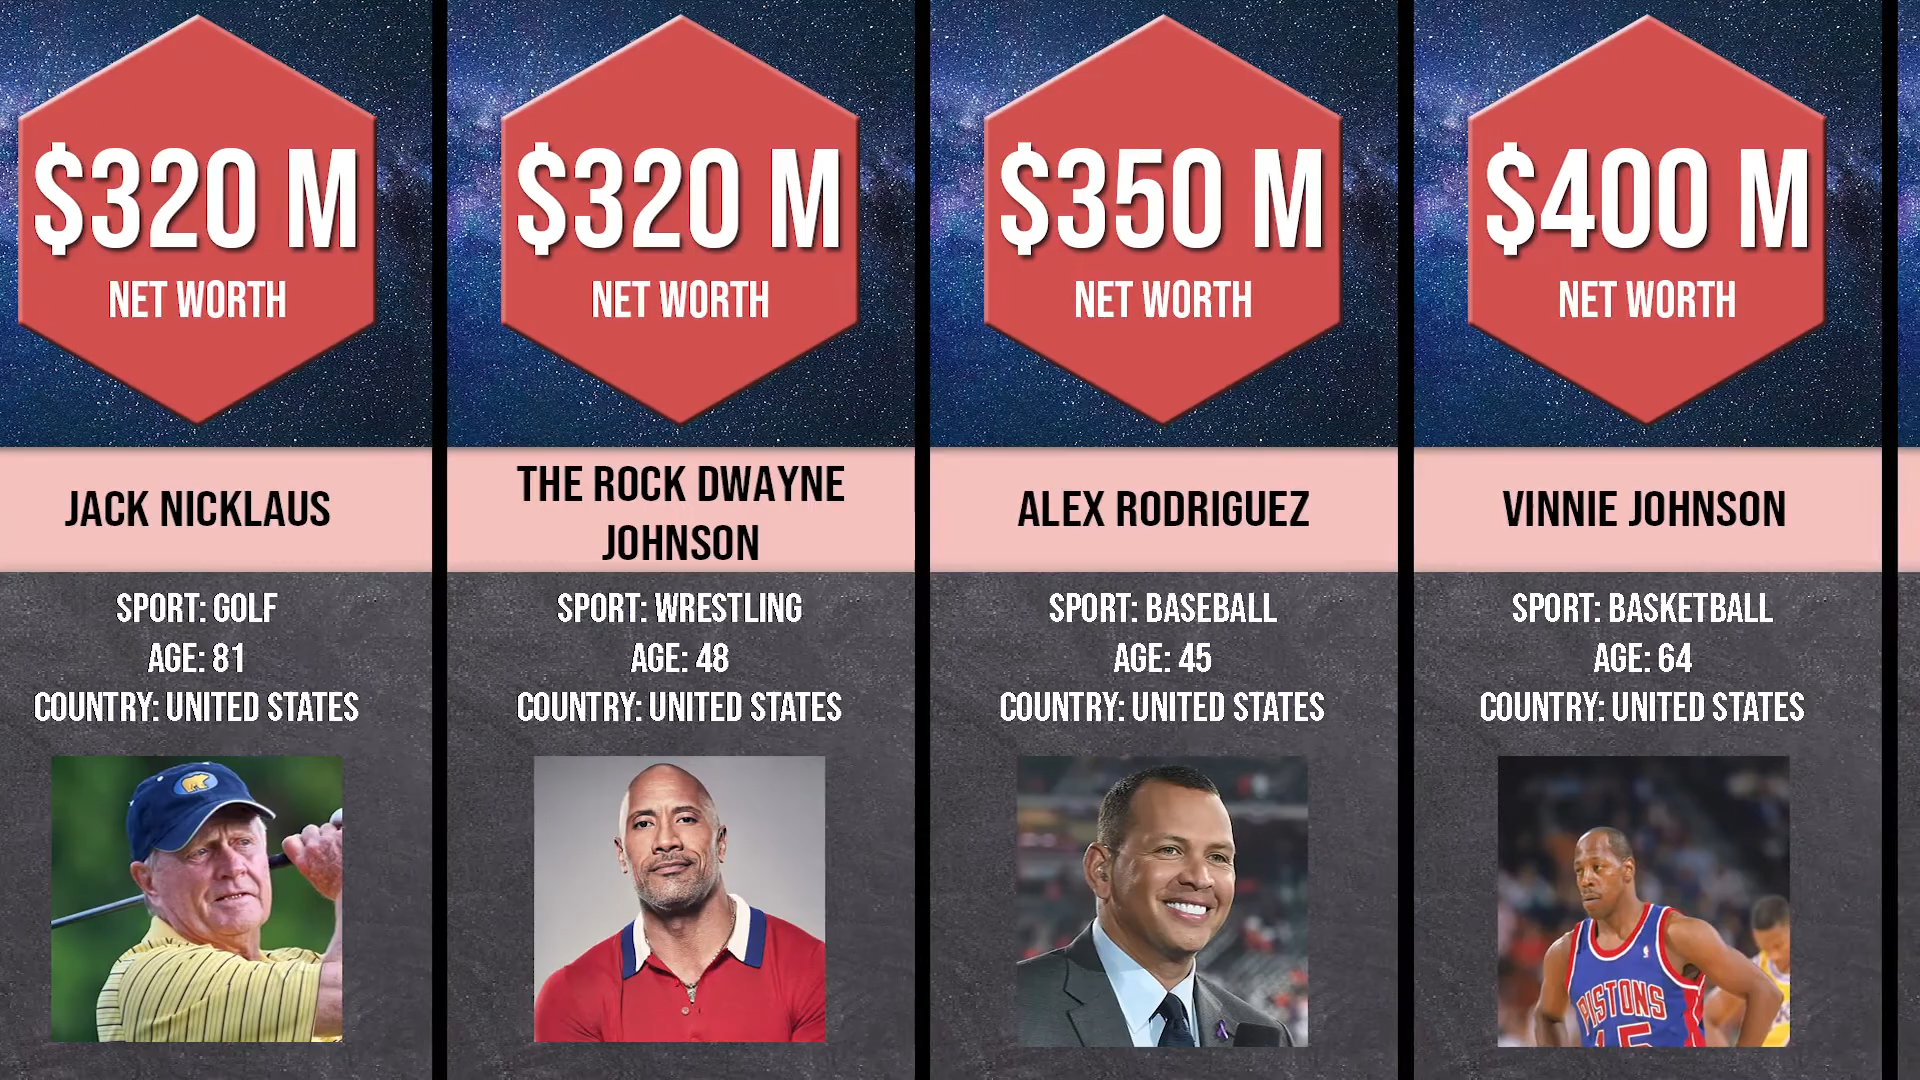 $320 M
NET WORTH
JACK NICKLAUS
SPORT: GOLF
AGE: 81
COUNTRY: UNITED STATES
$320 M
NET WORTH
THE ROCK DWAYNE
JOHNSON
SPORT: WRESTLING
AGE: 48
COUNTRY: UNITED STATES
$350 M
NET WORTH
ALEX RODRIGUEZ
SPORT: BASEBALL
AGE: 45
COUNTRY: UNITED STATES
$400 M
NET WORTH
VINNIE JOHNSON
SPORT: BASKETBALL
AGE: 64
COUNTRY: UNITED STATES
PISTONS
15